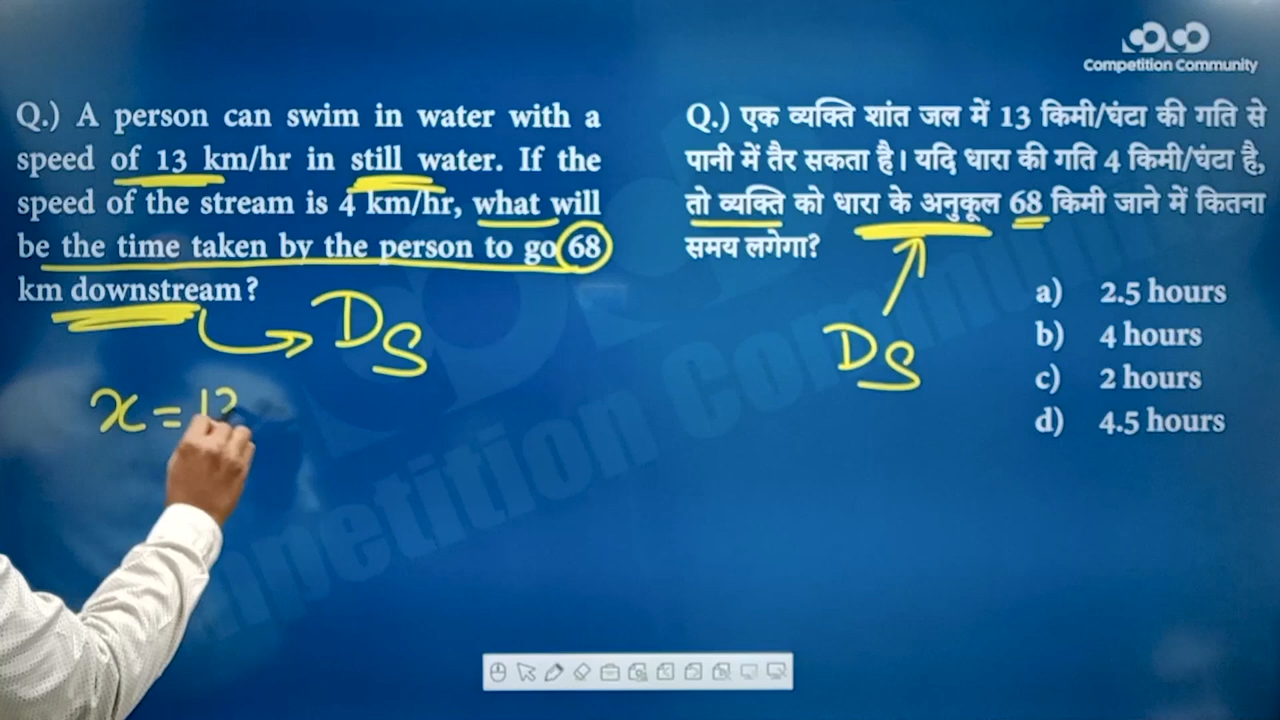 Competition Community
Q.) A person can swim in water with a
speed of 13 km/hr in still water. If the
speed of the stream is 4 km/hr, what will
be the time taken by the person to go 68
km downstream?
DS
x = 13
Q.) एक व्यक्ति शांत जल में 13 किमी/घंटा की गति से
पानी में तैर सकता है। यदि धारा की गति 4 किमी/घंटा है,
तो व्यक्ति को धारा के अनुकूल 68 किमी जाने में कितना
समय लगेगा?
DS
a) 2.5 hours
b) 4 hours
c) 2 hours
d) 4.5 hours